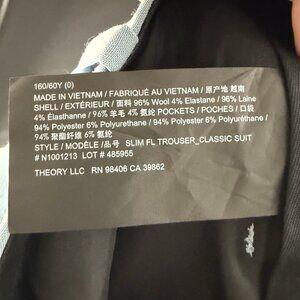 160/60Y (0)
MADE IN VIETNAM / FABRIQUÉ AU VIETNAM / 原产地 越南
SHELL / EXTÉRIEUR / 面料 96% Wool 4% Elastane / 96% Laine
4% Élasthanne / 96% 羊毛 4% 氨纶 POCKETS / POCHES / 口袋
94% Polyester 6% Polyurethane / 94% Polyester 6% Polyuréthane /
94% 聚酯纤维 6% 氨纶
STYLE / MODÈLE / 品号 SLIM FL TROUSER_CLASSIC SUIT
# N1001213 LOT # 485955
THEORY LLC RN 98406 CA 39862